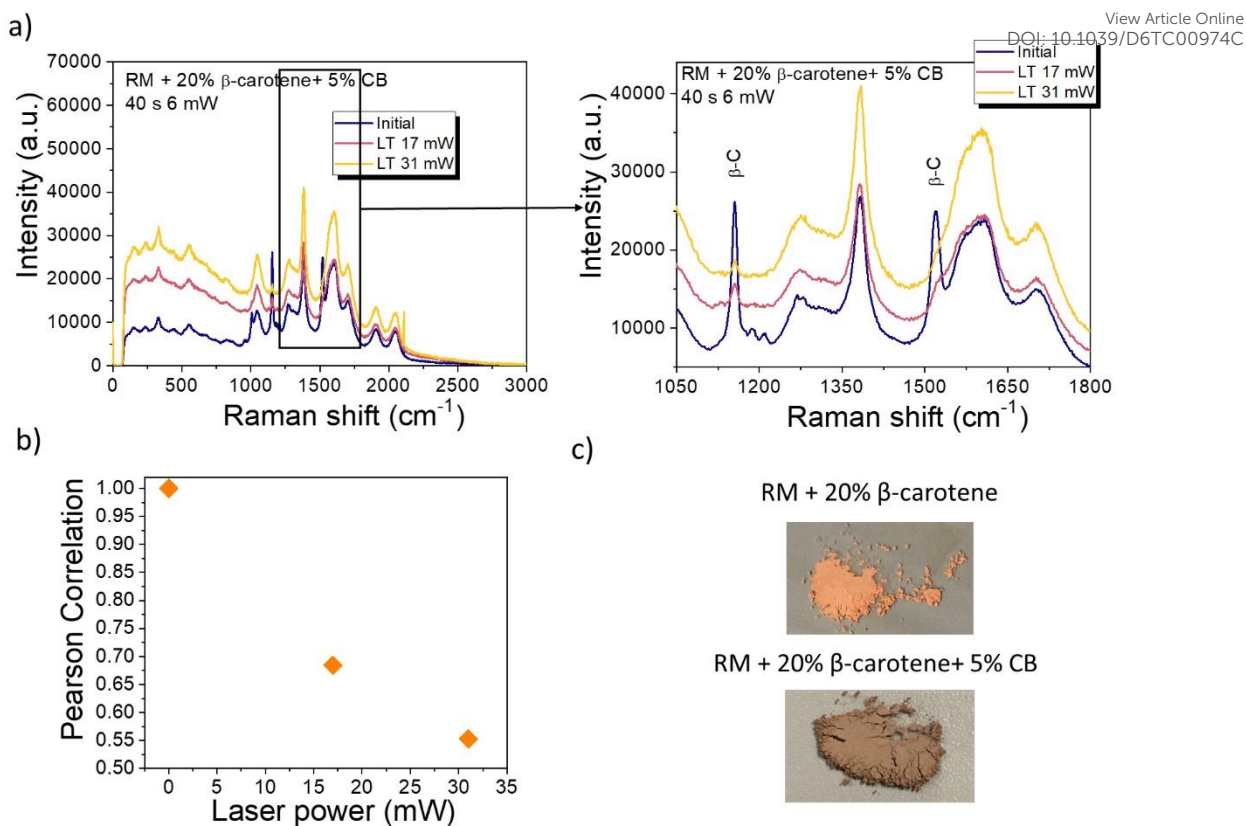 View Article Online
DOI: 10.1039/D6TC00974C
a)
RM + 20% β-carotene+ 5% CB
40 s 6 mW
Initial
LT 17 mW
LT 31 mW
Intensity (a.u.)
70000
60000
50000
40000
30000
20000
10000
0
0 500 1000 1500 2000 2500 3000
Raman shift (cm⁻¹)
RM + 20% β-carotene+ 5% CB
40 s 6 mW
Initial
LT 17 mW
LT 31 mW
Intensity (a.u.)
40000
30000
20000
10000
β-C
β-C
1050 1200 1350 1500 1650 1800
Raman shift (cm⁻¹)
b)
Pearson Correlation
1.00
0.95
0.90
0.85
0.80
0.75
0.70
0.65
0.60
0.55
0.50
0 5 10 15 20 25 30 35
Laser power (mW)
c)
RM + 20% β-carotene
RM + 20% β-carotene+ 5% CB